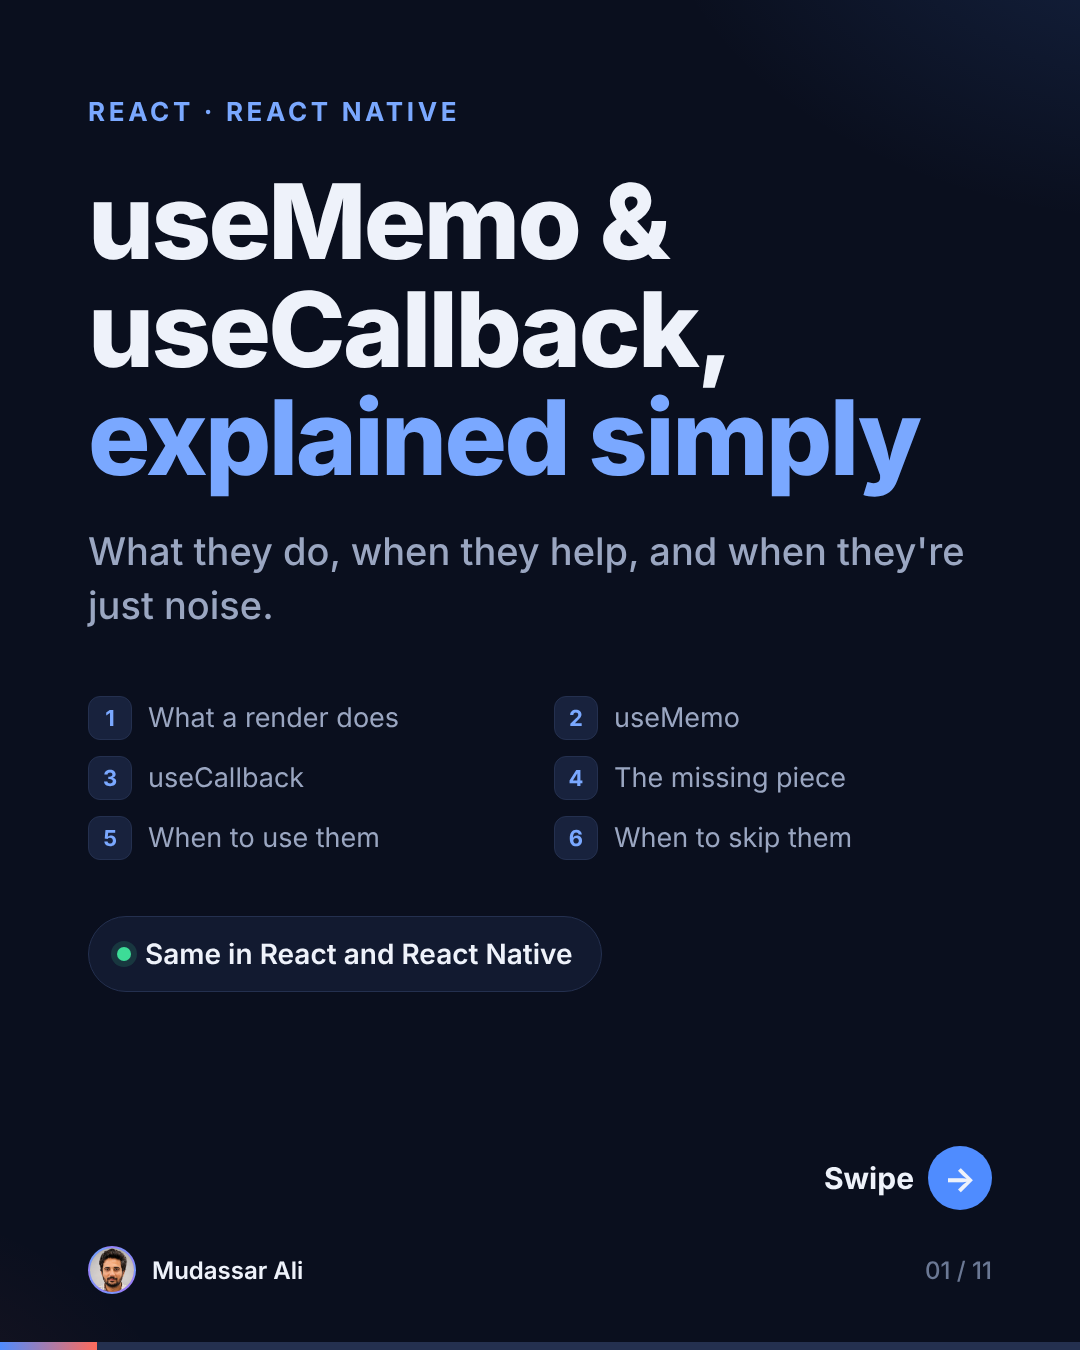 REACT · REACT NATIVE
useMemo &
useCallback,
explained simply
What they do, when they help, and when they're
just noise.
1 What a render does
2 useMemo
3 useCallback
4 The missing piece
5 When to use them
6 When to skip them
Same in React and React Native
Swipe →
Mudassar Ali
01 / 11